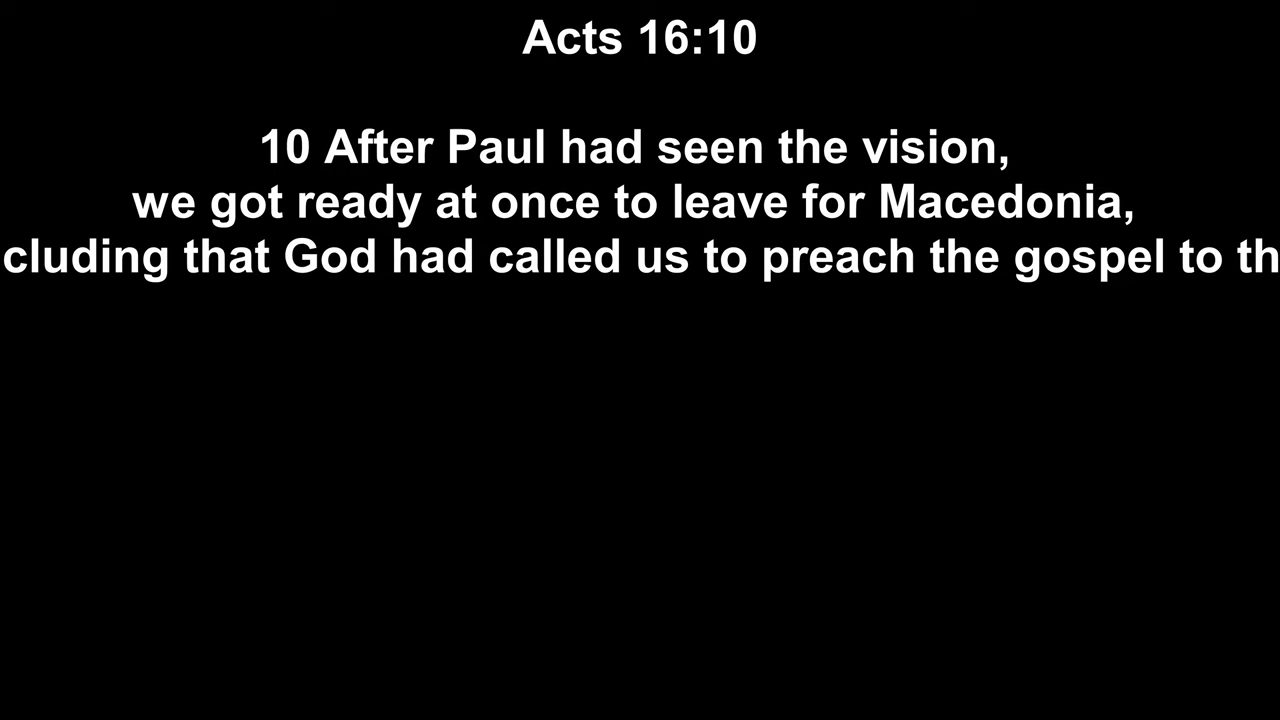 Acts 16:10
10 After Paul had seen the vision,
we got ready at once to leave for Macedonia,
cluding that God had called us to preach the gospel to th